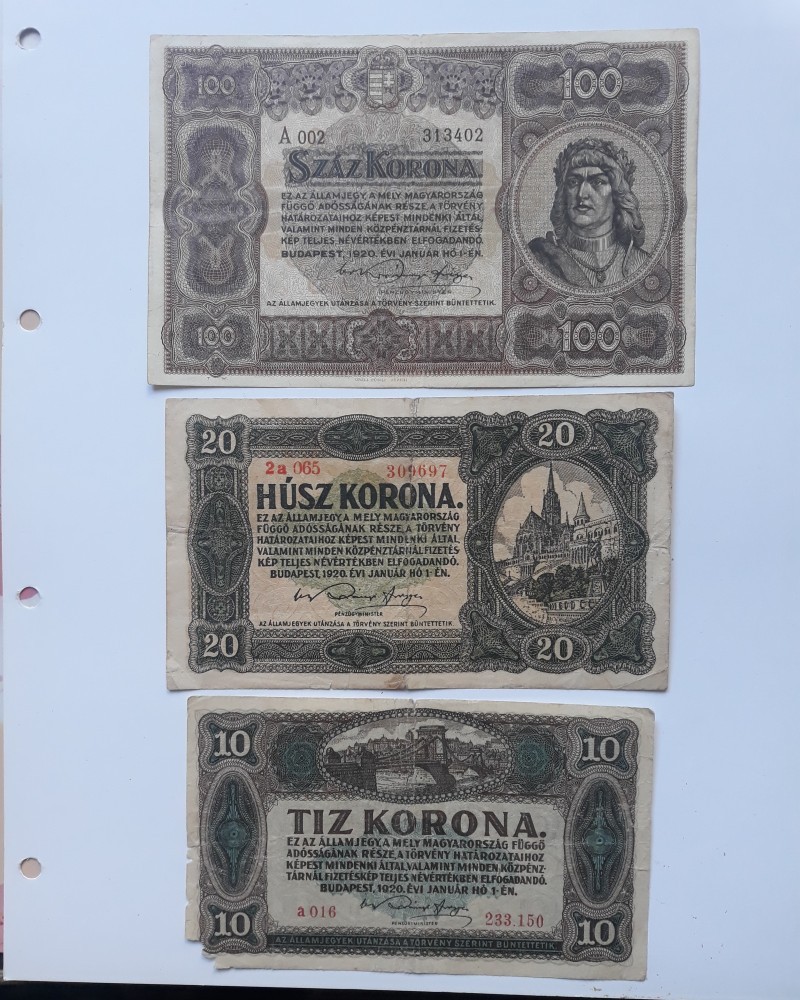 100 100
A 002 313402
SZÁZ KORONA
EZ AZ ÁLLAMJEGY, A MELY MAGYARORSZÁG
FÜGGŐ ADÓSSÁGÁNAK RÉSZE, A TÖRVÉNY
HATÁROZATAIHOZ KÉPEST MINDENKI ÁLTAL,
VALAMINT MINDEN KÖZPÉNZTÁRNÁL FIZETÉS-
KÉP TELJES NÉVÉRTÉKBEN ELFOGADANDÓ.
BUDAPEST, 1920. ÉVI JANUÁR HÓ 1-ÉN.
PÉNZÜGYMINISTER
AZ ÁLLAMJEGYEK UTÁNZÁSA A TÖRVÉNY SZERINT BÜNTETTETIK.
100 100
20 20
2a 065 309697
HÚSZ KORONA.
EZ AZ ÁLLAMJEGY, A MELY MAGYARORSZÁG
FÜGGŐ ADÓSSÁGÁNAK RÉSZE, A TÖRVÉNY
HATÁROZATAIHOZ KÉPEST MINDENKI ÁLTAL,
VALAMINT MINDEN KÖZPÉNZTÁRNÁL FIZETÉS
KÉP TELJES NÉVÉRTÉKBEN ELFOGADANDÓ.
BUDAPEST, 1920. ÉVI JANUÁR HÓ 1-ÉN.
PÉNZÜGYMINISTER
AZ ÁLLAMJEGYEK UTÁNZÁSA A TÖRVÉNY SZERINT BÜNTETTETIK.
20 20
10 10
TIZ KORONA.
EZ AZ ÁLLAMJEGY, A MELY MAGYARORSZÁG FÜGGŐ
ADÓSSÁGÁNAK RÉSZE, A TÖRVÉNY HATÁROZATAIHOZ
KÉPEST MINDENKI ÁLTAL, VALAMINT MINDEN KÖZPÉNZ-
TÁRNÁL FIZETÉSKÉP TELJES NÉVÉRTÉKBEN ELFOGADANDÓ.
BUDAPEST, 1920. ÉVI JANUÁR HÓ 1-ÉN.
a 016 233.150
PÉNZÜGYMINISTER
10 10
AZ ÁLLAMJEGYEK UTÁNZÁSA A TÖRVÉNY SZERINT BÜNTETTETIK